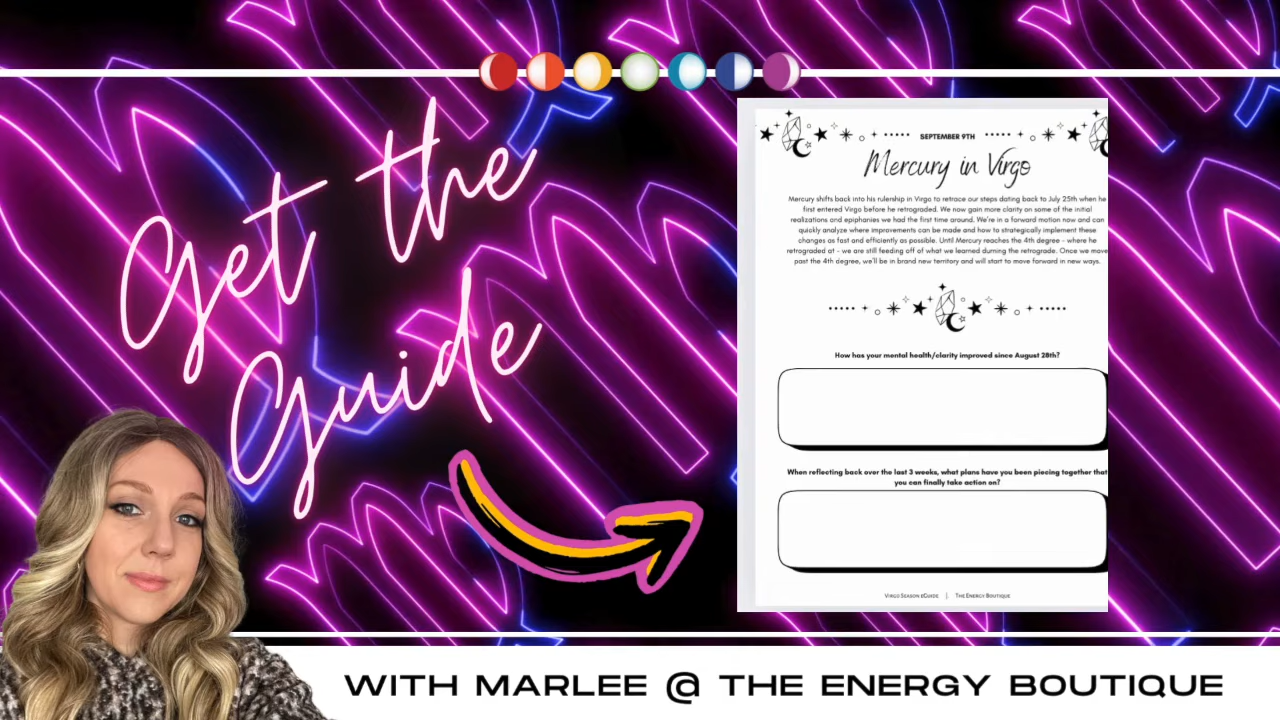 Get the
Guide
SEPTEMBER 9TH
Mercury in Virgo
Mercury shifts back into his rulership in Virgo to retrace our steps dating back to July 25th when he
first entered Virgo before he retrograded. We now gain more clarity on some of the initial
realizations and epiphanies we had the first time around. We're in a forward motion now and can
quickly analyze where improvements can be made and how to strategically implement these
changes as fast and efficiently as possible. Until Mercury reaches the 4th degree - where he
retrograded at - we are still feeding off of what we learned durning the retrograde. Once we move
past the 4th degree, we'll be in brand new territory and will start to move forward in new ways.
How has your mental health/clarity improved since August 28th?
When reflecting back over the last 3 weeks, what plans have you been piecing together that
you can finally take action on?
Virgo Season eGuide | The Energy Boutique
WITH MARLEE @ THE ENERGY BOUTIQUE